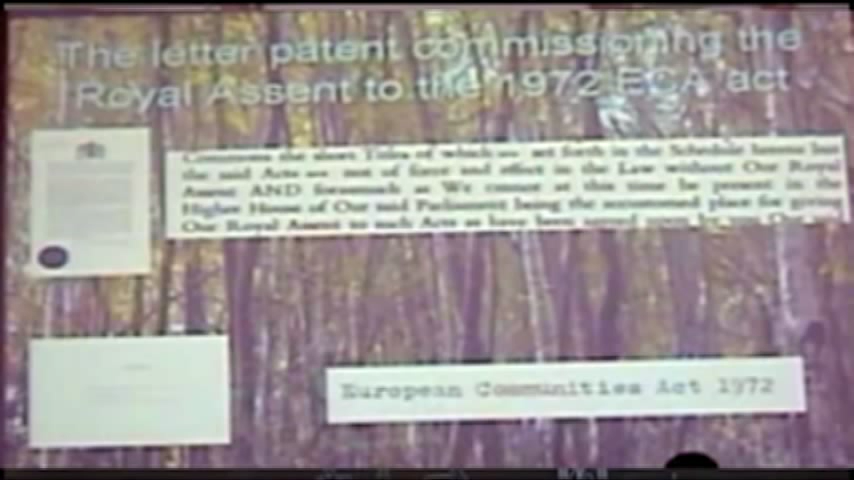 The letter patent commissioning the
Royal Assent to the 1972 ECA act
Commons the short Titles of which are set forth in the Schedule hereto but
the said Acts are not of force and effect in the Law without Our Royal
Assent AND forasmuch as We cannot at this time be present in the
Higher House of Our said Parliament being the accustomed place for giving
Our Royal Assent to such Acts as have been agreed upon by you Our
European Communities Act 1972